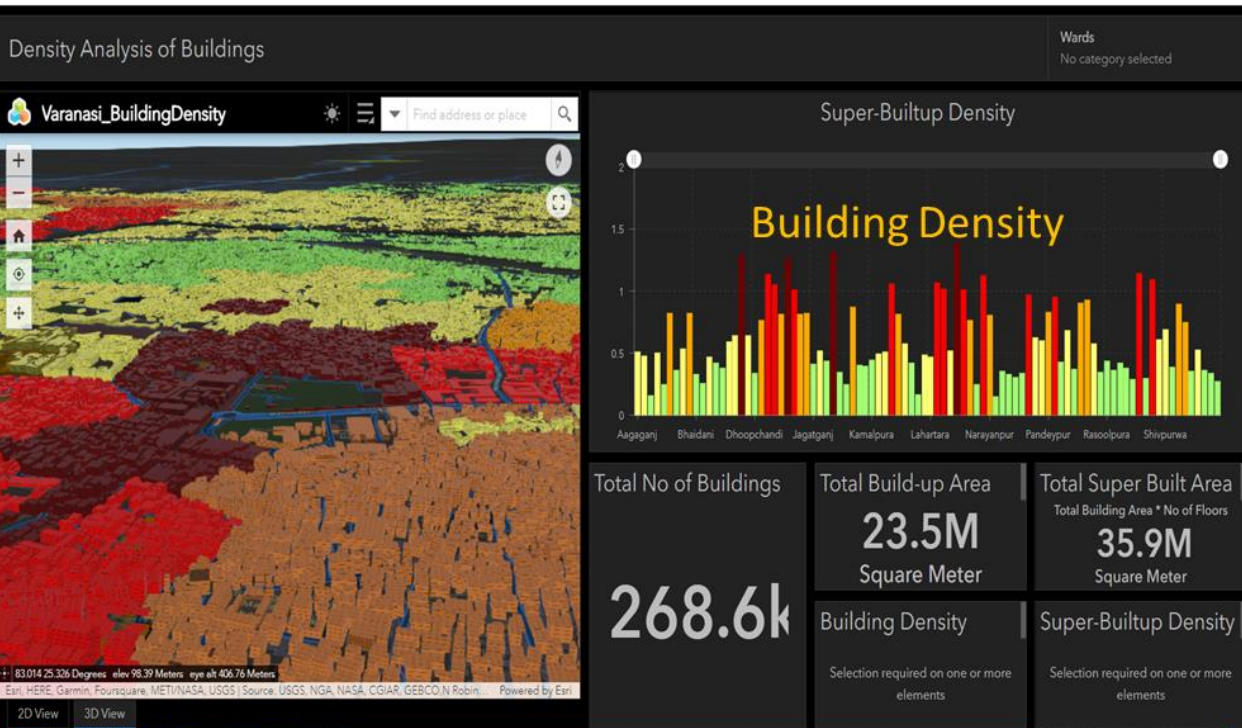 Density Analysis of Buildings
Wards
No category selected
Varanasi_BuildingDensity
Find address or place
83.014 25.326 Degrees elev 98.39 Meters eye alt 406.76 Meters
Esri, HERE, Garmin, Foursquare, METI/NASA, USGS | Source: USGS, NGA, NASA, CGIAR, GEBCO,N Robin... Powered by Esri
2D View 3D View
Super-Builtup Density
Building Density
2
1.5
1
0.5
0
Aagaganj Bhaidani Dhoopchandi Jagatganj Kamalpura Lahartara Narayanpur Pandeypur Rasoolpura Shivpurwa
Total No of Buildings
268.6k
Total Build-up Area
23.5M
Square Meter
Total Super Built Area
Total Building Area * No of Floors
35.9M
Square Meter
Building Density
Selection required on one or more
elements
Super-Builtup Density
Selection required on one or more
elements